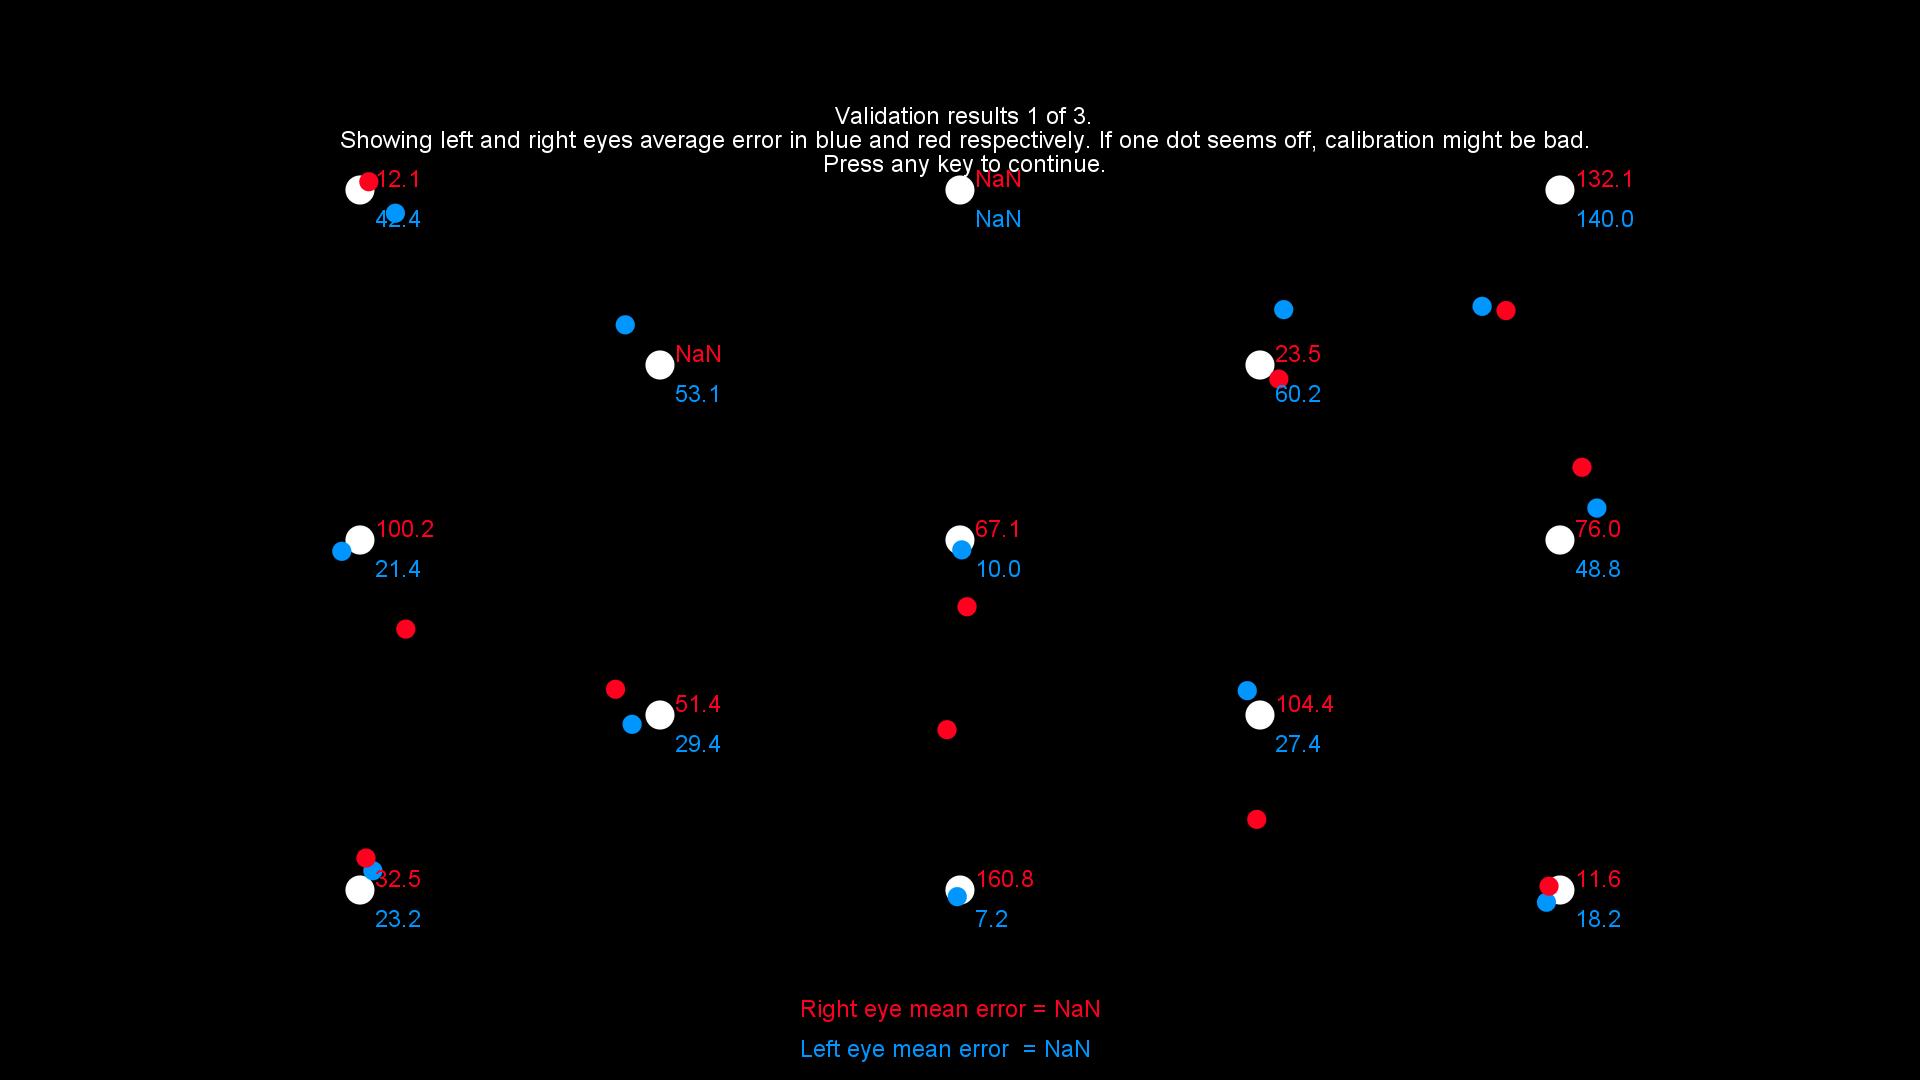 Validation results 1 of 3.
Showing left and right eyes average error in blue and red respectively. If one dot seems off, calibration might be bad.
Press any key to continue.
12.1
42.4
NaN
NaN
132.1
140.0
NaN
53.1
23.5
60.2
100.2
21.4
67.1
10.0
76.0
48.8
51.4
29.4
104.4
27.4
32.5
23.2
160.8
7.2
11.6
18.2
Right eye mean error = NaN
Left eye mean error = NaN